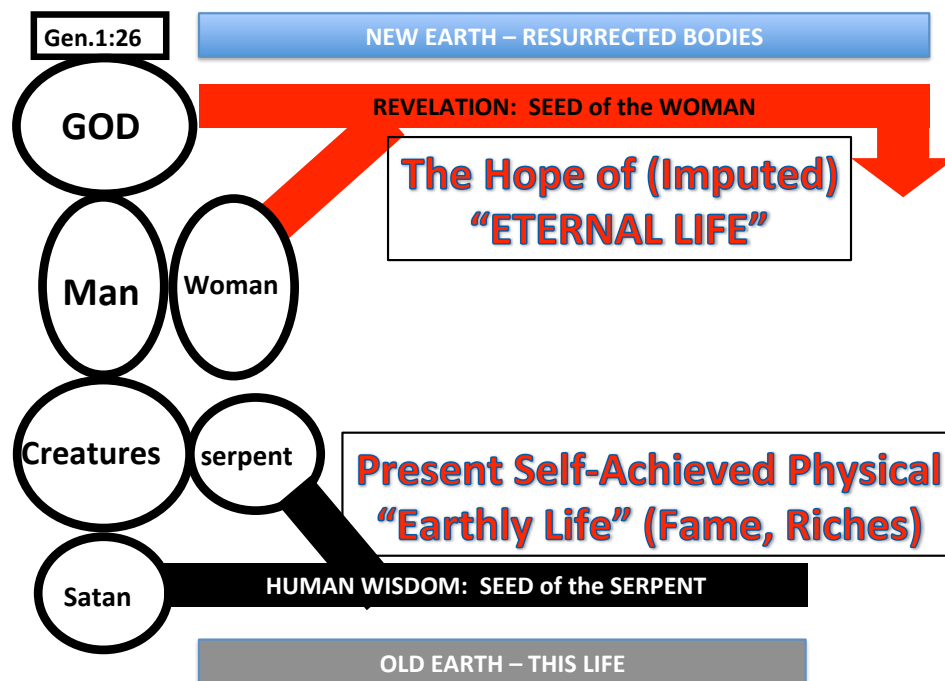 Gen.1:26
NEW EARTH – RESURRECTED BODIES
GOD
REVELATION:  SEED of the WOMAN
The Hope of (Imputed)
“ETERNAL LIFE”
Man
Woman
Creatures
serpent
Present Self-Achieved Physical
“Earthly Life” (Fame, Riches)
Satan
HUMAN WISDOM:  SEED of the SERPENT
OLD EARTH – THIS LIFE